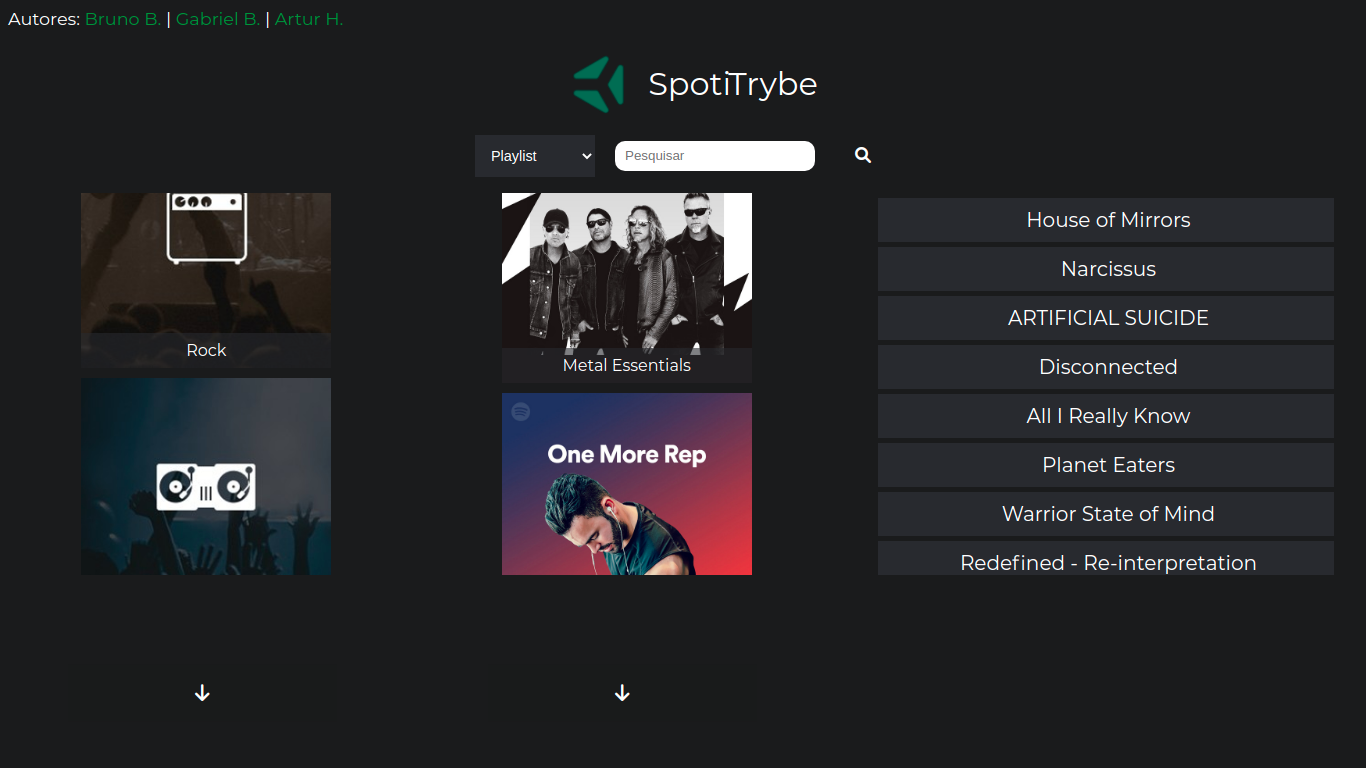 Autores: Bruno B. | Gabriel B. | Artur H.
SpotiTrybe
Playlist
Pesquisar
Rock
Metal Essentials
One More Rep
House of Mirrors
Narcissus
ARTIFICIAL SUICIDE
Disconnected
All I Really Know
Planet Eaters
Warrior State of Mind
Redefined - Re-interpretation